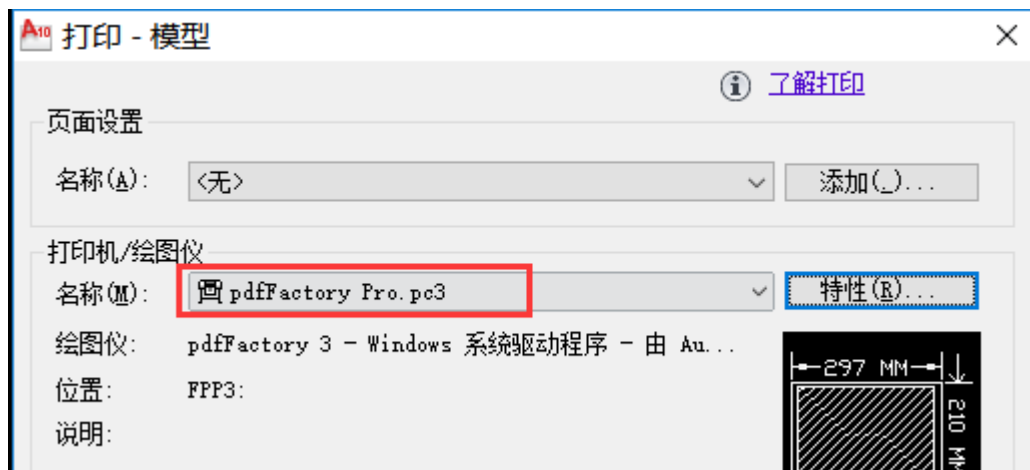 A10 打印 - 模型
了解打印
页面设置
名称(A): <无> 添加(_)...
打印机/绘图仪
名称(M): pdfFactory Pro.pc3 特性(R)...
绘图仪: pdfFactory 3 - Windows 系统驱动程序 - 由 Au...
位置: FPP3:
说明:
297 MM
210 MM